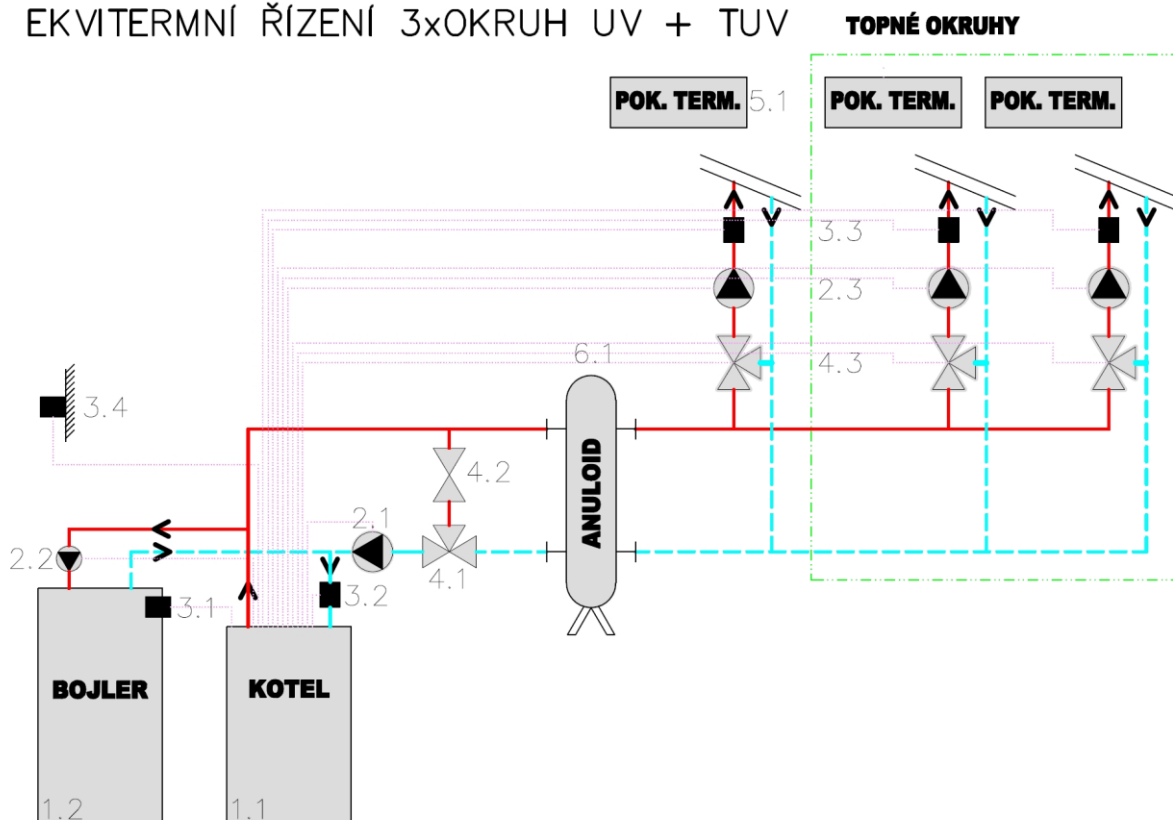 EKVITERMNÍ ŘÍZENÍ 3xOKRUH UV + TUV
TOPNÉ OKRUHY
POK. TERM.
5.1
POK. TERM.
POK. TERM.
3.3
2.3
6.1
4.3
3.4
ANULOID
4.2
2.1
2.2
4.1
3.1
3.2
BOJLER
KOTEL
1.2
1.1